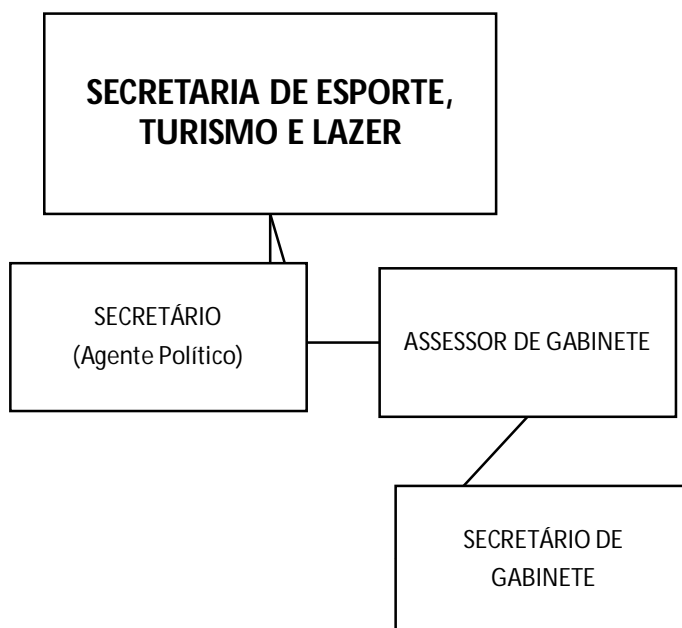 SECRETARIA DE ESPORTE,
TURISMO E LAZER
SECRETÁRIO
(Agente Político)
ASSESSOR DE GABINETE
SECRETÁRIO DE
GABINETE